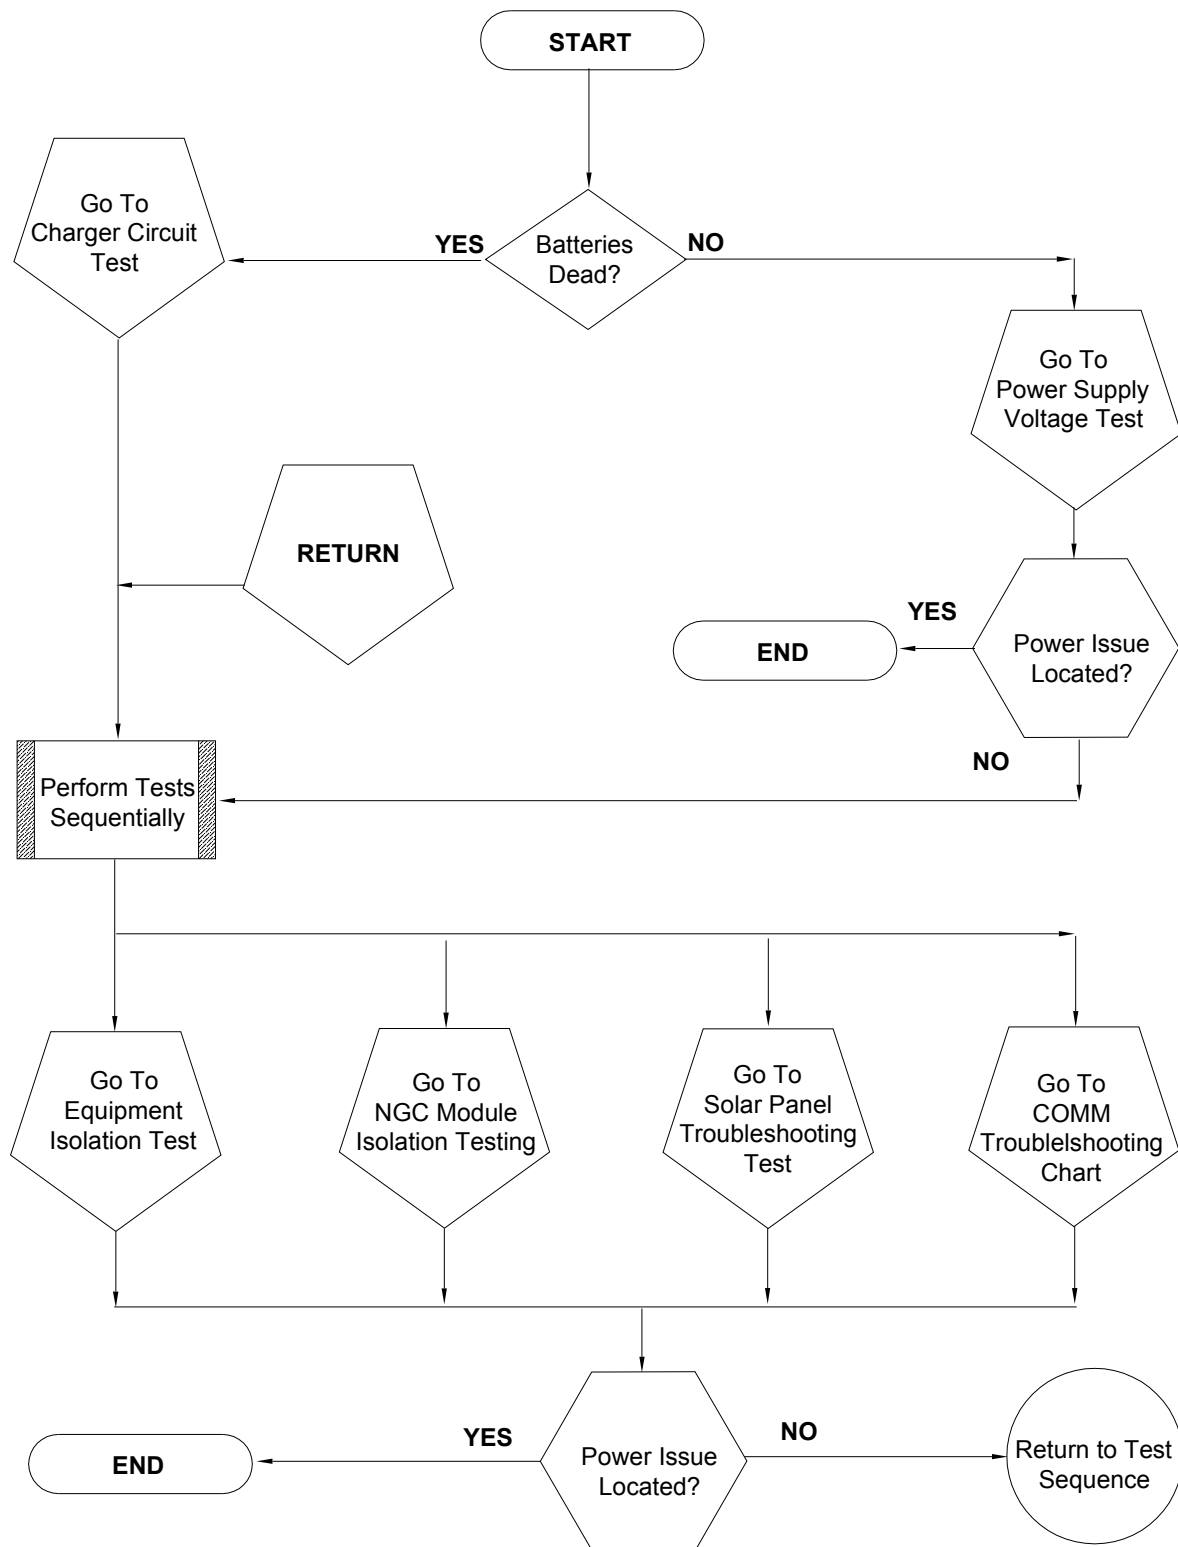 START
Go To
Charger Circuit
Test
YES
Batteries
Dead?
NO
Go To
Power Supply
Voltage Test
RETURN
YES
END
Power Issue
Located?
NO
Perform Tests
Sequentially
Go To
Equipment
Isolation Test
Go To
NGC Module
Isolation Testing
Go To
Solar Panel
Troubleshooting
Test
Go To
COMM
Troublelshooting
Chart
YES
NO
END
Power Issue
Located?
Return to Test
Sequence